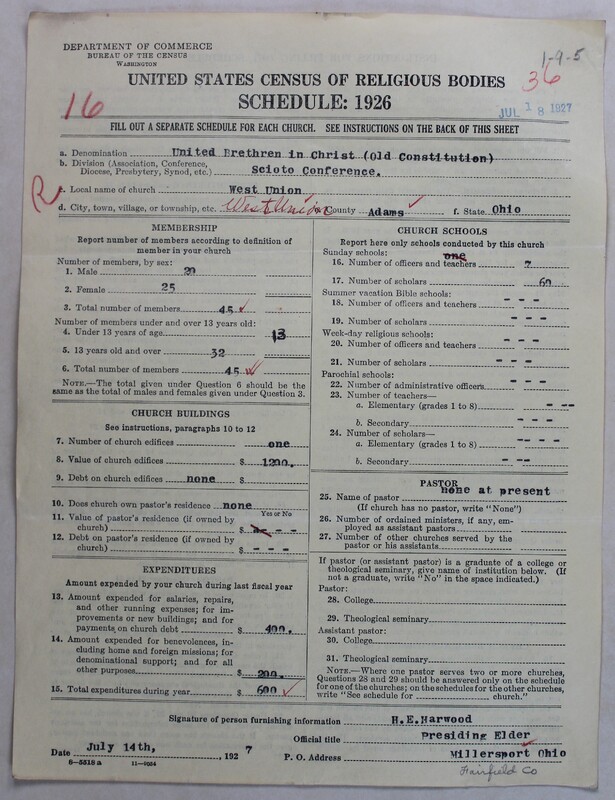 DEPARTMENT OF COMMERCE
BUREAU OF THE CENSUS
WASHINGTON
1-9-5
UNITED STATES CENSUS OF RELIGIOUS BODIES
36
16
SCHEDULE: 1926
JUL 18 1927
FILL OUT A SEPARATE SCHEDULE FOR EACH CHURCH. SEE INSTRUCTIONS ON THE BACK OF THIS SHEET
a. Denomination United Brethren in Christ (Old Constitution)
b. Division (Association, Conference, Diocese, Presbytery, Synod, etc.) Scioto Conference.
R
c. Local name of church West Union
d. City, town, village, or township, etc. West Union County Adams f. State Ohio
MEMBERSHIP
Report number of members according to definition of
member in your church
Number of members, by sex:
1. Male 20
2. Female 25
3. Total number of members 45
Number of members under and over 13 years old:
4. Under 13 years of age 13
5. 13 years old and over 32
6. Total number of members 45
NOTE.—The total given under Question 6 should be the
same as the total of males and females given under Question 3.
CHURCH BUILDINGS
See instructions, paragraphs 10 to 12
7. Number of church edifices one
8. Value of church edifices $ 1200.
9. Debt on church edifices none $
10. Does church own pastor's residence none
Yes or No
11. Value of pastor's residence (if owned by
church) $ - - -
12. Debt on pastor's residence (if owned by
church) $ - - -
EXPENDITURES
Amount expended by your church during last fiscal year
13. Amount expended for salaries, repairs,
and other running expenses; for im-
provements or new buildings; and for
payments on church debt $ 400.
14. Amount expended for benevolences, in-
cluding home and foreign missions; for
denominational support; and for all
other purposes $ 200.
15. Total expenditures during year $ 600
CHURCH SCHOOLS
Report here only schools conducted by this church
Sunday schools: one
16. Number of officers and teachers 7
17. Number of scholars 60
Summer vacation Bible schools:
18. Number of officers and teachers - - -
19. Number of scholars - - -
Week-day religious schools:
20. Number of officers and teachers - - -
21. Number of scholars - - -
Parochial schools:
22. Number of administrative officers - - -
23. Number of teachers—
a. Elementary (grades 1 to 8) - --
b. Secondary - --
24. Number of scholars—
a. Elementary (grades 1 to 8) -- - -
b. Secondary - --
PASTOR
25. Name of pastor none at present
(If church has no pastor, write "None")
26. Number of ordained ministers, if any, em-
ployed as assistant pastors
27. Number of other churches served by the
pastor or his assistants
If pastor (or assistant pastor) is a graduate of a college or
theological seminary, give name of institution below. (If
not a graduate, write "No" in the space indicated.)
Pastor:
28. College
29. Theological seminary
Assistant pastor:
30. College
31. Theological seminary
NOTE.—Where one pastor serves two or more churches,
Questions 28 and 29 should be answered only on the schedule
for one of the churches; on the schedules for the other churches,
write "See schedule for church."
Signature of person furnishing information H.E.Harwood
Official title Presiding Elder
Date July 14th, 1927
P. O. Address Millersport Ohio
8-5518 a 11-9034
Fairfield Co